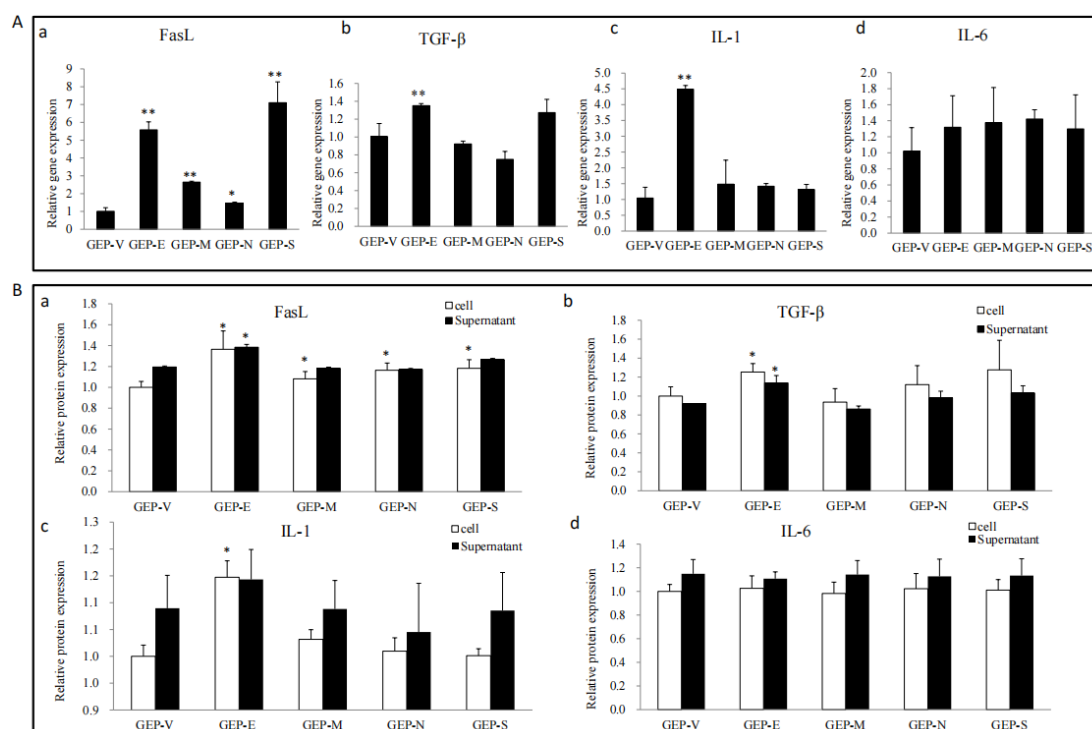 A
a
FasL
Relative gene expression
9
8
7
6
5
4
3
2
1
0
**
**
*
**
GEP-V GEP-E GEP-M GEP-N GEP-S
b
TGF-β
Relative gene expression
1.6
1.4
1.2
1.0
0.8
0.6
0.4
0.2
0.0
**
GEP-V GEP-E GEP-M GEP-N GEP-S
c
IL-1
Relative gene expression
5.0
4.5
4.0
3.5
3.0
2.5
2.0
1.5
1.0
0.5
0.0
**
GEP-V GEP-E GEP-M GEP-N GEP-S
d
IL-6
Relative gene expression
2.0
1.8
1.6
1.4
1.2
1.0
0.8
0.6
0.4
0.2
0.0
GEP-V GEP-E GEP-M GEP-N GEP-S
B
a
FasL
cell
Supernatant
Relative protein expression
1.8
1.6
1.4
1.2
1.0
0.8
0.6
0.4
0.2
0.0
* * * * *
GEP-V GEP-E GEP-M GEP-N GEP-S
b
TGF-β
cell
Supernatant
Relative protein expression
1.8
1.6
1.4
1.2
1.0
0.8
0.6
0.4
0.2
0.0
* *
GEP-V GEP-E GEP-M GEP-N GEP-S
c
IL-1
cell
Supernatant
Relative protein expression
1.3
1.2
1.2
1.1
1.1
1.0
1.0
0.9
*
GEP-V GEP-E GEP-M GEP-N GEP-S
d
IL-6
cell
Supernatant
Relative protein expression
1.4
1.2
1.0
0.8
0.6
0.4
0.2
0.0
GEP-V GEP-E GEP-M GEP-N GEP-S